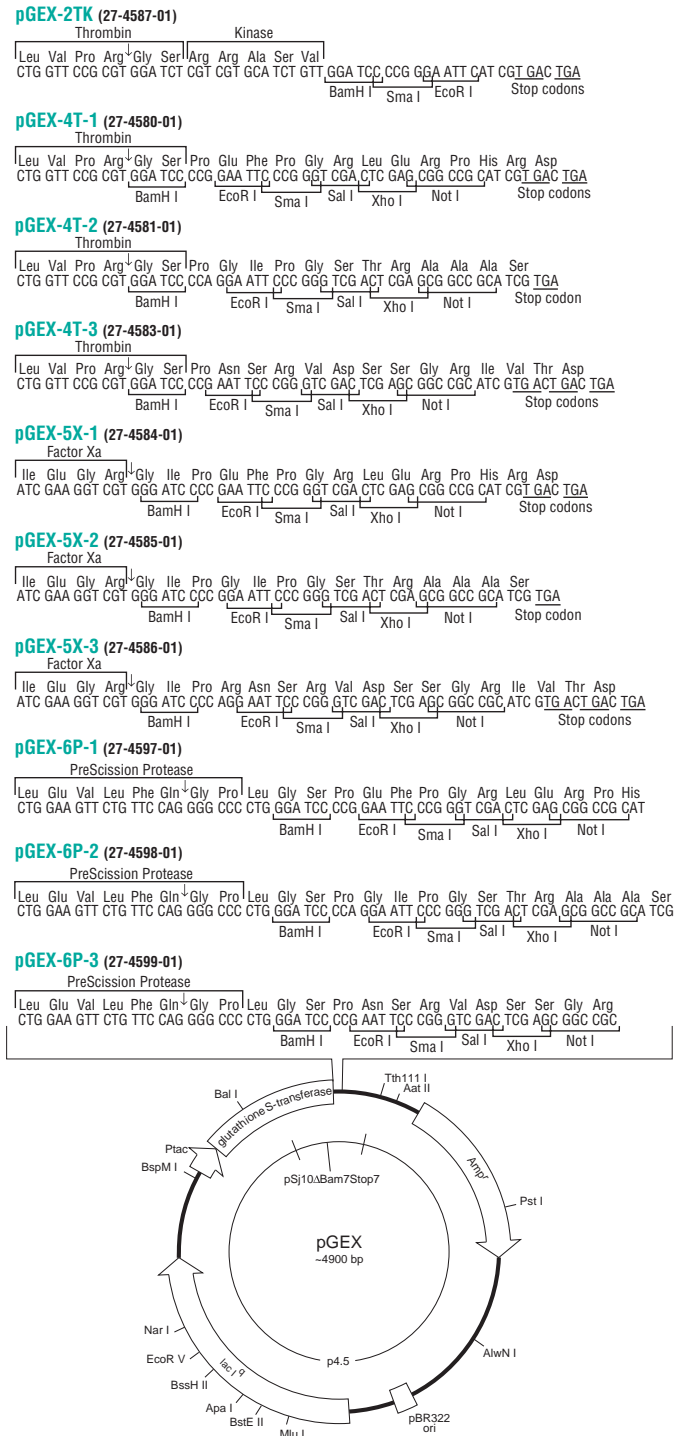 pGEX-2TK (27-4587-01)
Thrombin Kinase
Leu Val Pro Arg↓Gly Ser Arg Arg Ala Ser Val
CTG GTT CCG CGT GGA TCT CGT CGT GCA TCT GTT GGA TCC CCG GGA ATT CAT CGT GAC TGA
BamH I Sma I EcoR I Stop codons
pGEX-4T-1 (27-4580-01)
Thrombin
Leu Val Pro Arg↓Gly Ser Pro Glu Phe Pro Gly Arg Leu Glu Arg Pro His Arg Asp
CTG GTT CCG CGT GGA TCC CCG GAA TTC CCG GGT CGA CTC GAG CGG CCG CAT CGT GAC TGA
BamH I EcoR I Sma I Sal I Xho I Not I Stop codons
pGEX-4T-2 (27-4581-01)
Thrombin
Leu Val Pro Arg↓Gly Ser Pro Gly Ile Pro Gly Ser Thr Arg Ala Ala Ala Ser
CTG GTT CCG CGT GGA TCC CCA GGA ATT CCC GGG TCG ACT CGA GCG GCC GCA TCG TGA
BamH I EcoR I Sma I Sal I Xho I Not I Stop codon
pGEX-4T-3 (27-4583-01)
Thrombin
Leu Val Pro Arg↓Gly Ser Pro Asn Ser Arg Val Asp Ser Ser Gly Arg Ile Val Thr Asp
CTG GTT CCG CGT GGA TCC CCG AAT TCC CGG GTC GAC TCG AGC GGC CGC ATC GTG ACT GAC TGA
BamH I EcoR I Sma I Sal I Xho I Not I Stop codons
pGEX-5X-1 (27-4584-01)
Factor Xa
Ile Glu Gly Arg↓Gly Ile Pro Glu Phe Pro Gly Arg Leu Glu Arg Pro His Arg Asp
ATC GAA GGT CGT GGG ATC CCC GAA TTC CCG GGT CGA CTC GAG CGG CCG CAT CGT GAC TGA
BamH I EcoR I Sma I Sal I Xho I Not I Stop codons
pGEX-5X-2 (27-4585-01)
Factor Xa
Ile Glu Gly Arg↓Gly Ile Pro Gly Ile Pro Gly Ser Thr Arg Ala Ala Ala Ser
ATC GAA GGT CGT GGG ATC CCC GGA ATT CCC GGG TCG ACT CGA GCG GCC GCA TCG TGA
BamH I EcoR I Sma I Sal I Xho I Not I Stop codon
pGEX-5X-3 (27-4586-01)
Factor Xa
Ile Glu Gly Arg↓Gly Ile Pro Arg Asn Ser Arg Val Asp Ser Ser Gly Arg Ile Val Thr Asp
ATC GAA GGT CGT GGG ATC CCC AGG AAT TCC CGG GTC GAC TCG AGC GGC CGC ATC GTG ACT GAC TGA
BamH I EcoR I Sma I Sal I Xho I Not I Stop codons
pGEX-6P-1 (27-4597-01)
PreScission Protease
Leu Glu Val Leu Phe Gln↓Gly Pro Leu Gly Ser Pro Glu Phe Pro Gly Arg Leu Glu Arg Pro His
CTG GAA GTT CTG TTC CAG GGG CCC CTG GGA TCC CCG GAA TTC CCG GGT CGA CTC GAG CGG CCG CAT
BamH I EcoR I Sma I Sal I Xho I Not I
pGEX-6P-2 (27-4598-01)
PreScission Protease
Leu Glu Val Leu Phe Gln↓Gly Pro Leu Gly Ser Pro Gly Ile Pro Gly Ser Thr Arg Ala Ala Ala Ser
CTG GAA GTT CTG TTC CAG GGG CCC CTG GGA TCC CCA GGA ATT CCC GGG TCG ACT CGA GCG GCC GCA TCG
BamH I EcoR I Sma I Sal I Xho I Not I
pGEX-6P-3 (27-4599-01)
PreScission Protease
Leu Glu Val Leu Phe Gln↓Gly Pro Leu Gly Ser Pro Asn Ser Arg Val Asp Ser Ser Gly Arg
CTG GAA GTT CTG TTC CAG GGG CCC CTG GGA TCC CCG AAT TCC CGG GTC GAC TCG AGC GGC CGC
BamH I EcoR I Sma I Sal I Xho I Not I
Tth111 I
Aat II
Bal I
glutathione S-transferase
Ptac
BspM I
pSj10ΔBam7Stop7
Ampr
Pst I
pGEX
~4900 bp
Nar I
EcoR V
BssH II
Apa I
BstE II
Mlu I
lac Iq
p4.5
AlwN I
pBR322
ori